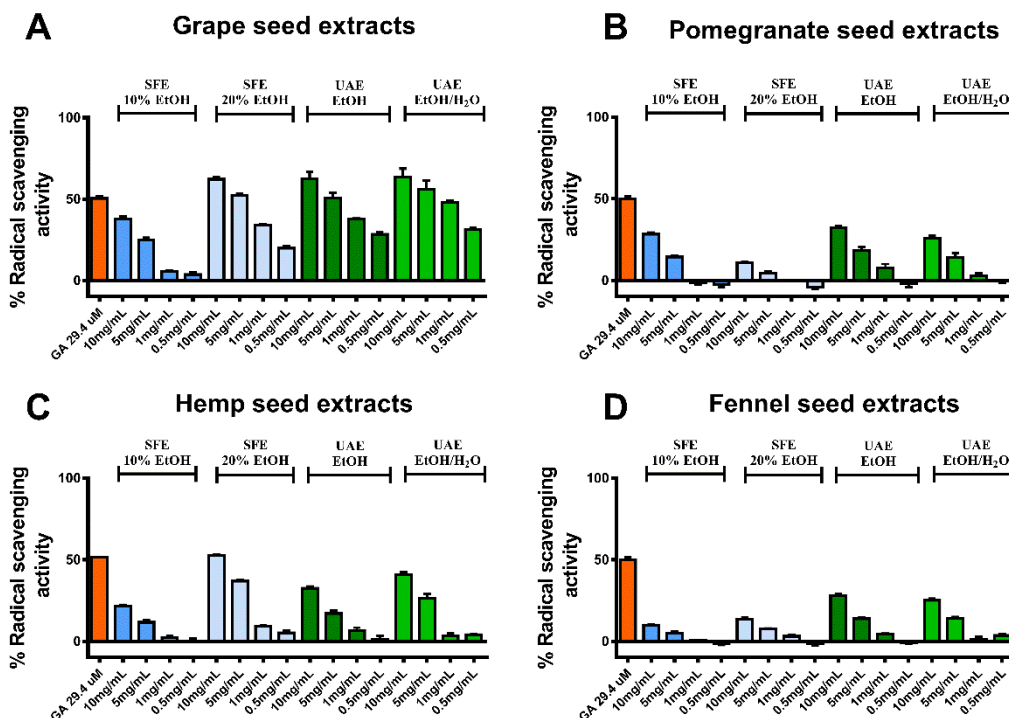 A
Grape seed extracts
SFE
10% EtOH
SFE
20% EtOH
UAE
EtOH
UAE
EtOH/H2O
% Radical scavenging
activity
100
50
0
GA 29.4 uM
10mg/mL
5mg/mL
1mg/mL
0.5mg/mL
10mg/mL
5mg/mL
1mg/mL
0.5mg/mL
10mg/mL
5mg/mL
1mg/mL
0.5mg/mL
10mg/mL
5mg/mL
1mg/mL
0.5mg/mL
B
Pomegranate seed extracts
SFE
10% EtOH
SFE
20% EtOH
UAE
EtOH
UAE
EtOH/H2O
% Radical scavenging
activity
100
50
0
GA 29.4 uM
10mg/mL
5mg/mL
1mg/mL
0.5mg/mL
10mg/mL
5mg/mL
1mg/mL
0.5mg/mL
10mg/mL
5mg/mL
1mg/mL
0.5mg/mL
10mg/mL
5mg/mL
1mg/mL
0.5mg/mL
C
Hemp seed extracts
SFE
10% EtOH
SFE
20% EtOH
UAE
EtOH
UAE
EtOH/H2O
% Radical scavenging
activity
100
50
0
GA 29.4 uM
10mg/mL
5mg/mL
1mg/mL
0.5mg/mL
10mg/mL
5mg/mL
1mg/mL
0.5mg/mL
10mg/mL
5mg/mL
1mg/mL
0.5mg/mL
10mg/mL
5mg/mL
1mg/mL
0.5mg/mL
D
Fennel seed extracts
SFE
10% EtOH
SFE
20% EtOH
UAE
EtOH
UAE
EtOH/H2O
% Radical scavenging
activity
100
50
0
GA 29.4 uM
10mg/mL
5mg/mL
1mg/mL
0.5mg/mL
10mg/mL
5mg/mL
1mg/mL
0.5mg/mL
10mg/mL
5mg/mL
1mg/mL
0.5mg/mL
10mg/mL
5mg/mL
1mg/mL
0.5mg/mL